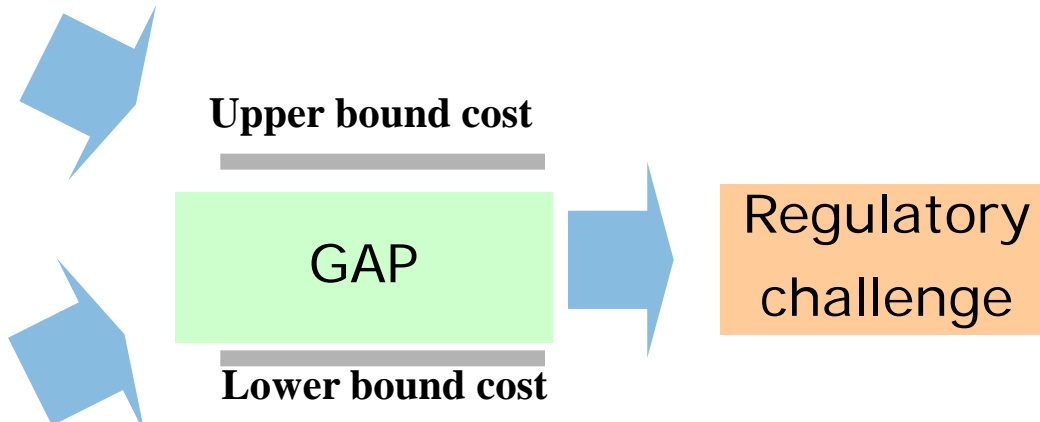 Upper bound cost
GAP
Regulatory
challenge
Lower bound cost